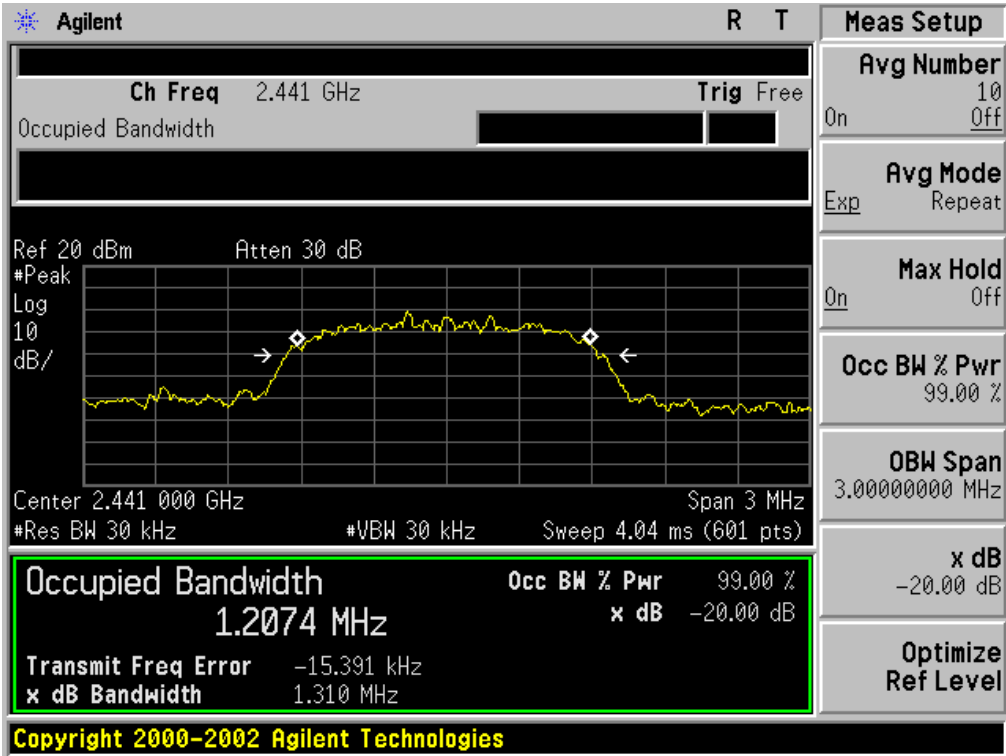 Agilent R T
Ch Freq 2.441 GHz Trig Free
Occupied Bandwidth
Ref 20 dBm Atten 30 dB
#Peak
Log
10
dB/
Center 2.441 000 GHz Span 3 MHz
#Res BW 30 kHz #VBW 30 kHz Sweep 4.04 ms (601 pts)
Occupied Bandwidth Occ BW % Pwr 99.00 %
1.2074 MHz x dB -20.00 dB
Transmit Freq Error -15.391 kHz
x dB Bandwidth 1.310 MHz
Copyright 2000-2002 Agilent Technologies
Meas Setup
Avg Number
10
On Off
Avg Mode
Exp Repeat
Max Hold
On Off
Occ BW % Pwr
99.00 %
OBW Span
3.00000000 MHz
x dB
-20.00 dB
Optimize
Ref Level